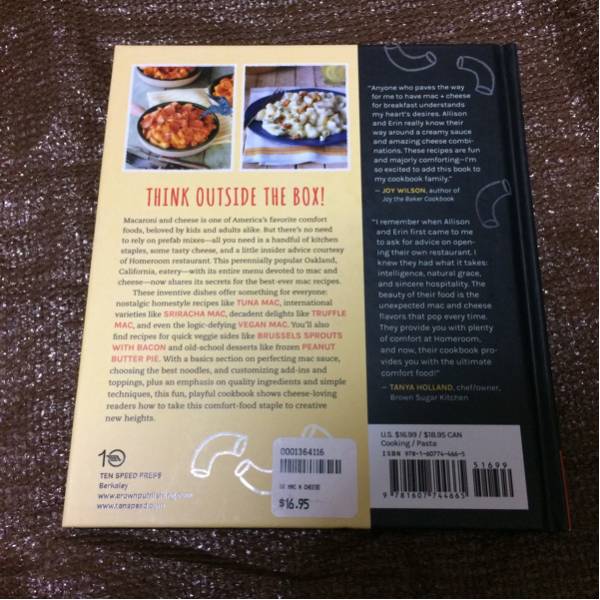 THINK OUTSIDE THE BOX!
Macaroni and cheese is one of America's favorite comfort
foods, beloved by kids and adults alike. But there's no
need to rely on prefab mixes—all you need is a handful of kitchen
staples, some tasty cheese, and a little insider advice courtesy
of Homeroom restaurant. This perennially popular Oakland,
California, eatery—with its entire menu devoted to mac and
cheese—now shares its secrets for the best-ever mac recipes.
These inventive dishes offer something for everyone:
nostalgic homestyle recipes like TUNA MAC, international
varieties like SRIRACHA MAC, decadent delights like TRUFFLE
MAC, and even the logic-defying VEGAN MAC. You'll also
find recipes for quick veggie sides like BRUSSELS SPROUTS
WITH BACON and old-school desserts like frozen PEANUT
BUTTER PIE. With a basics section on perfecting mac sauce,
choosing the best noodles, and customizing add-ins and
toppings, plus an emphasis on quality ingredients and simple
techniques, this fun, playful cookbook shows cheese-loving
readers how to take this comfort-food staple to creative
new heights.
10
TEN SPEED PRESS
Berkeley
www.crownpublishing.com
www.tenspeed.com
0001364116
MAC & CHEESE
$16.95
"Anyone who paves the way
for me to have mac + cheese
for breakfast understands
my heart's desires. Allison
and Erin really know their
way around a creamy sauce
and amazing cheese combi-
nations. These recipes are fun
and majorly comforting—I'm
so excited to add this book to
my cookbook family."
— JOY WILSON, author of
Joy the Baker Cookbook
"I remember when Allison
and Erin first came to me
to ask for advice on open-
ing their own restaurant. I
knew they had what it takes:
intelligence, natural grace,
and sincere hospitality. The
beauty of their food is the
unexpected mac and cheese
flavors that pop every time.
They provide you with plenty
of comfort at Homeroom,
and now, their cookbook pro-
vides you with the ultimate
comfort food!"
— TANYA HOLLAND, chef/owner,
Brown Sugar Kitchen
U.S. $16.99 / $18.95 CAN
Cooking / Pasta
ISBN 978-1-60774-466-5
51699
9 781607 744665